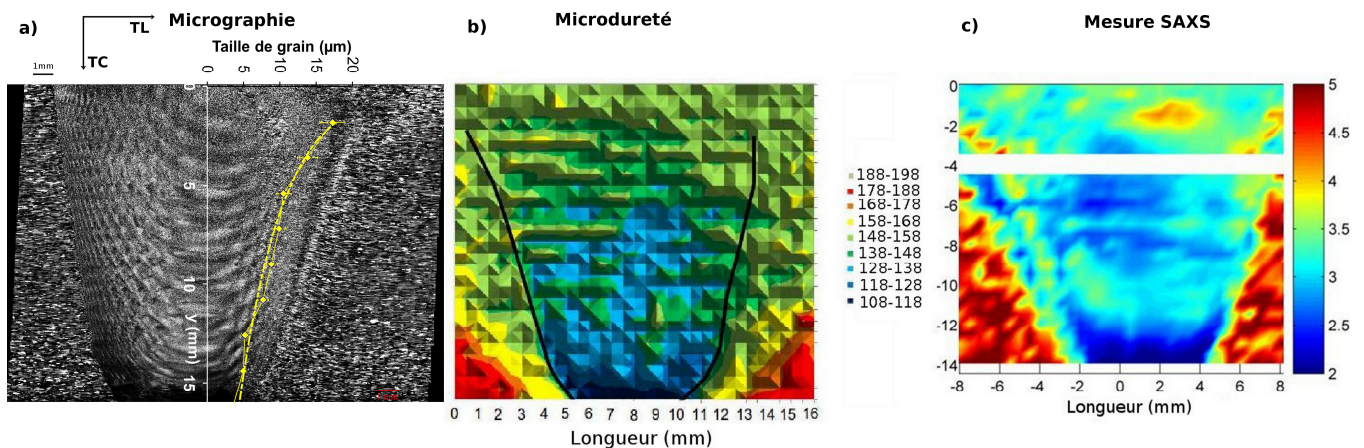 a)
TL
TC
1mm
Micrographie
Taille de grain (µm)
0 5 10 15 20
0
5
10
15
Y (mm)
b)
Microdureté
188-198
178-188
168-178
158-168
148-158
138-148
128-138
118-128
108-118
0 1 2 3 4 5 6 7 8 9 10 11 12 13 14 15 16
Longueur (mm)
c)
Mesure SAXS
0
-2
-4
-6
-8
-10
-12
-14
-8 -6 -4 -2 0 2 4 6 8
Longueur (mm)
5
4.5
4
3.5
3
2.5
2